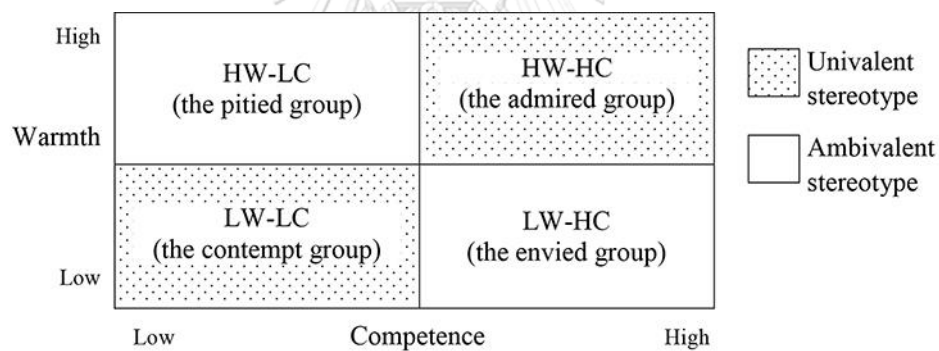 High
HW-LC
(the pitied group)
HW-HC
(the admired group)
Univalent
stereotype
Warmth
Ambivalent
stereotype
LW-LC
(the contempt group)
LW-HC
(the envied group)
Low
Low
Competence
High